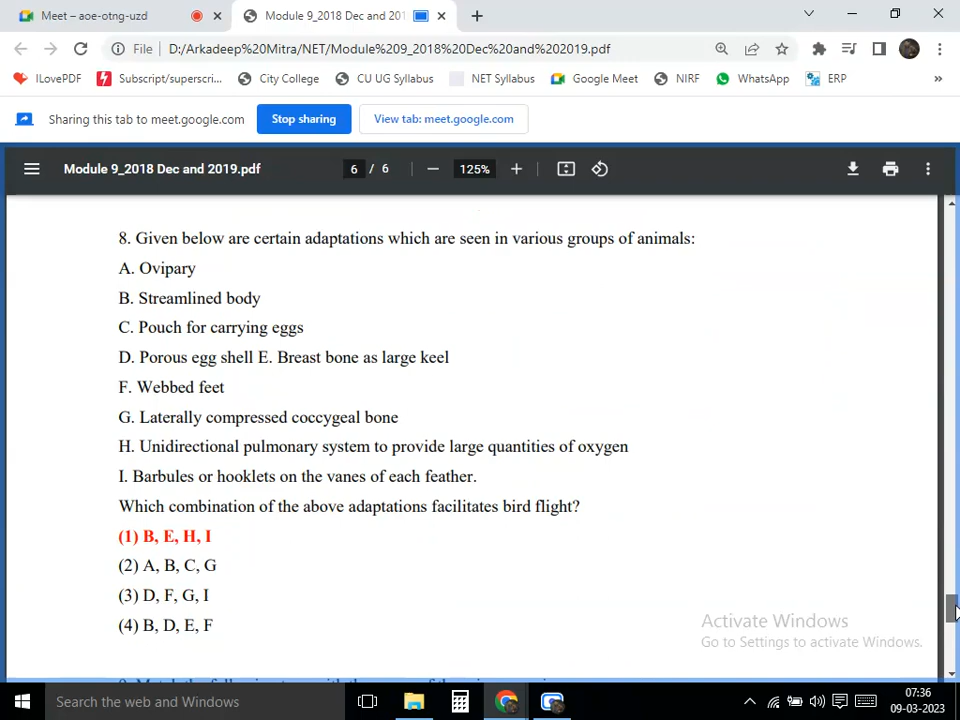 Meet – aoe-otng-uzd
Module 9_2018 Dec and 201
File
D:/Arkadeep%20Mitra/NET/Module%209_2018%20Dec%20and%202019.pdf
ILovePDF
Subscript/superscri...
City College
CU UG Syllabus
NET Syllabus
Google Meet
NIRF
WhatsApp
ERP
»
Sharing this tab to meet.google.com
Stop sharing
View tab: meet.google.com
Module 9_2018 Dec and 2019.pdf
6 / 6
125%
8. Given below are certain adaptations which are seen in various groups of animals:
A. Ovipary
B. Streamlined body
C. Pouch for carrying eggs
D. Porous egg shell E. Breast bone as large keel
F. Webbed feet
G. Laterally compressed coccygeal bone
H. Unidirectional pulmonary system to provide large quantities of oxygen
I. Barbules or hooklets on the vanes of each feather.
Which combination of the above adaptations facilitates bird flight?
(1) B, E, H, I
(2) A, B, C, G
(3) D, F, G, I
(4) B, D, E, F
Activate Windows
Go to Settings to activate Windows.
Search the web and Windows
07:36
09-03-2023